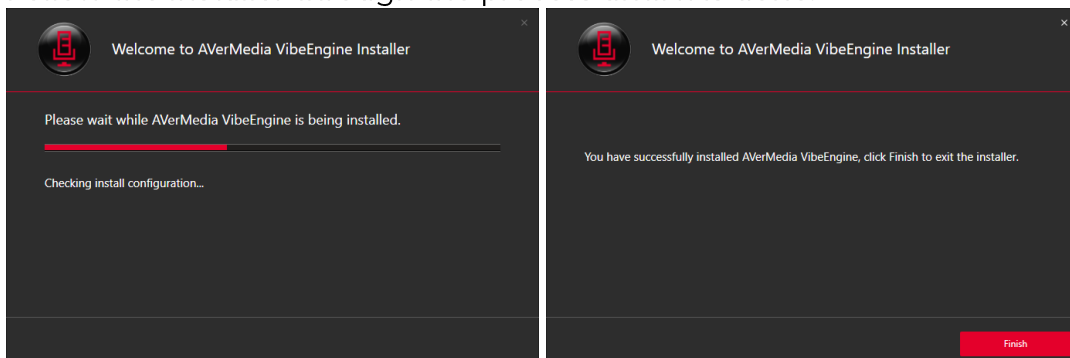 Welcome to AVerMedia VibeEngine Installer
Please wait while AVerMedia VibeEngine is being installed.
Checking install configuration...
Welcome to AVerMedia VibeEngine Installer
You have successfully installed AVerMedia VibeEngine, click Finish to exit the installer.
Finish